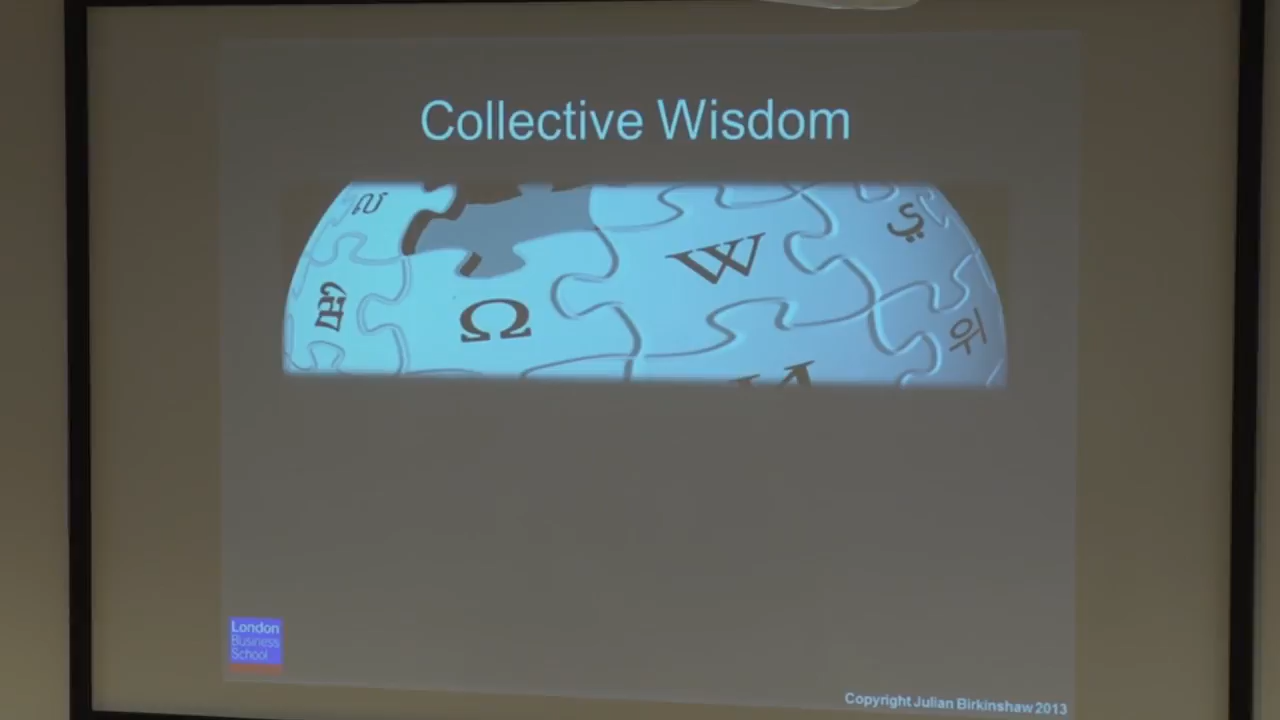 Collective Wisdom
W
Ω
위
И
London
Business
School
Copyright Julian Birkinshaw 2013